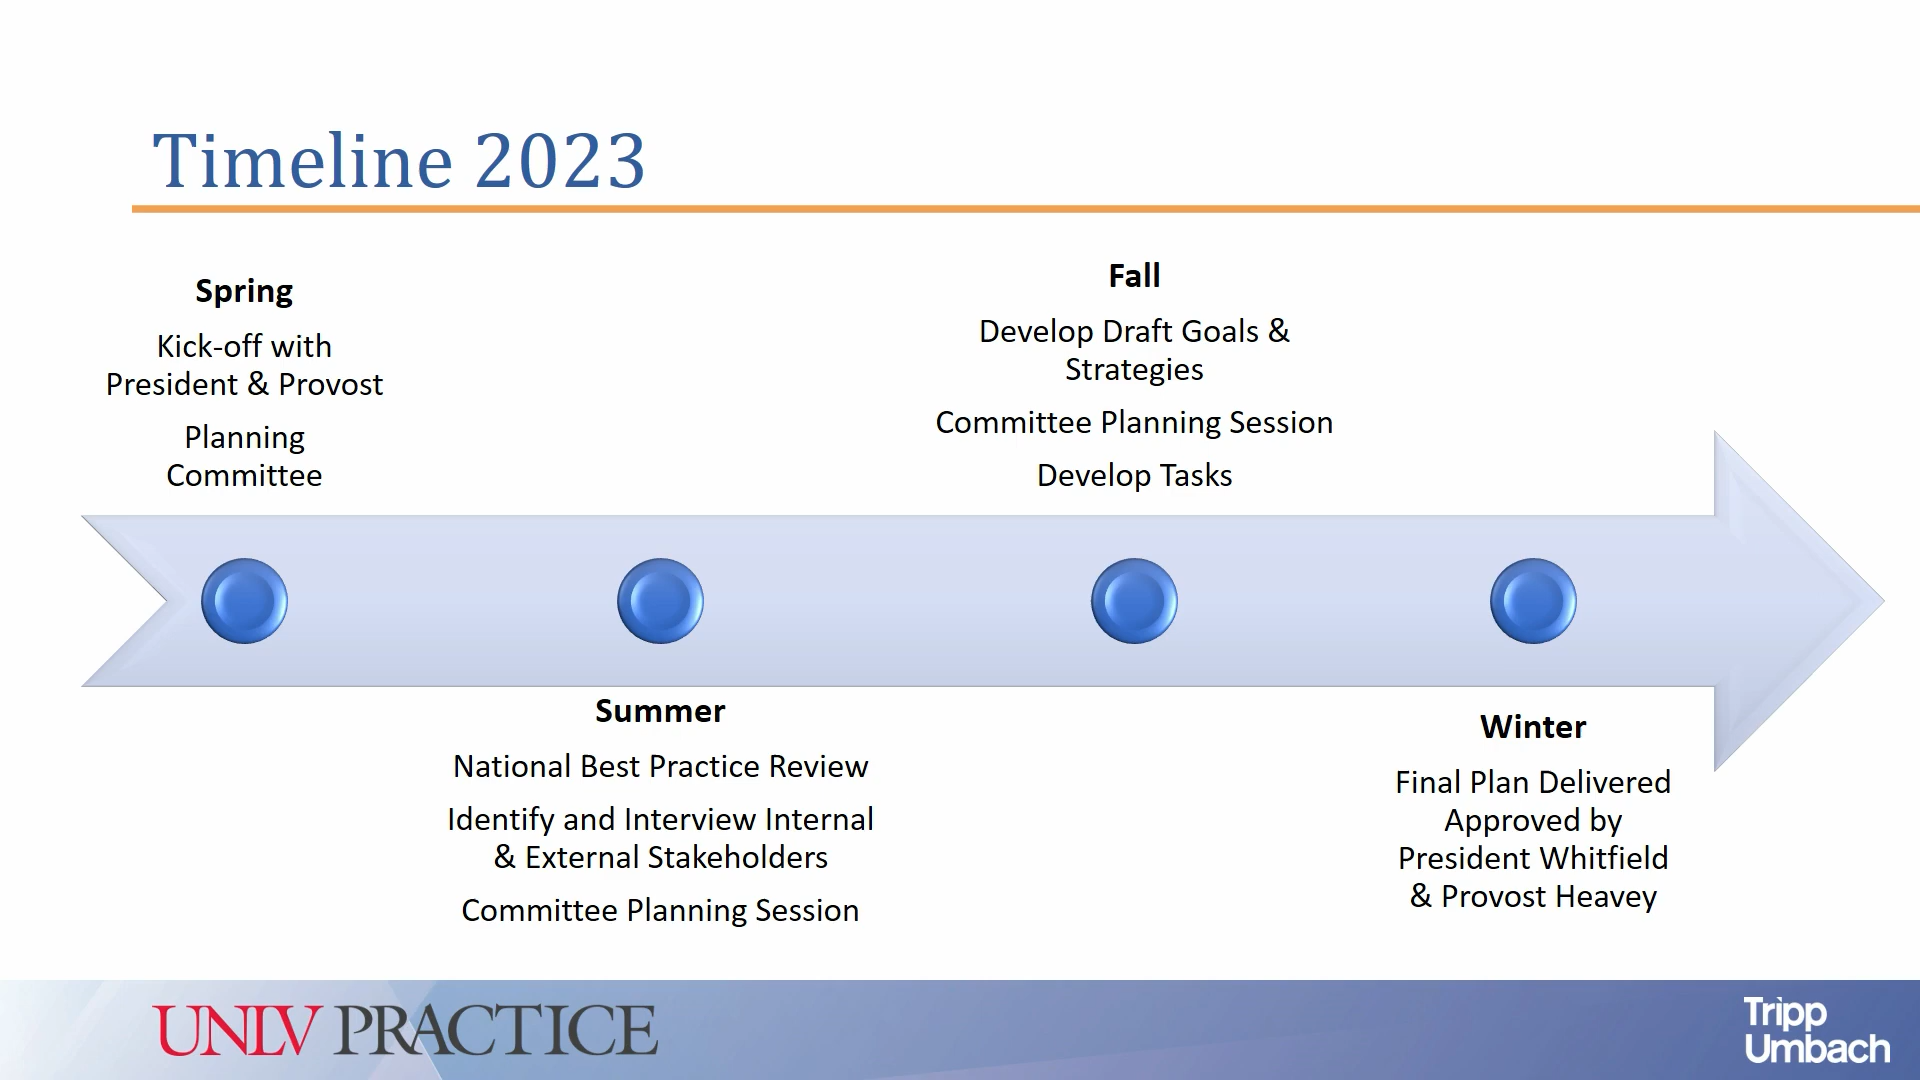 Timeline 2023
Spring
Kick-off with
President & Provost
Planning
Committee
Summer
National Best Practice Review
Identify and Interview Internal
& External Stakeholders
Committee Planning Session
Fall
Develop Draft Goals &
Strategies
Committee Planning Session
Develop Tasks
Winter
Final Plan Delivered
Approved by
President Whitfield
& Provost Heavey
UNLV PRACTICE
Tripp
Umbach